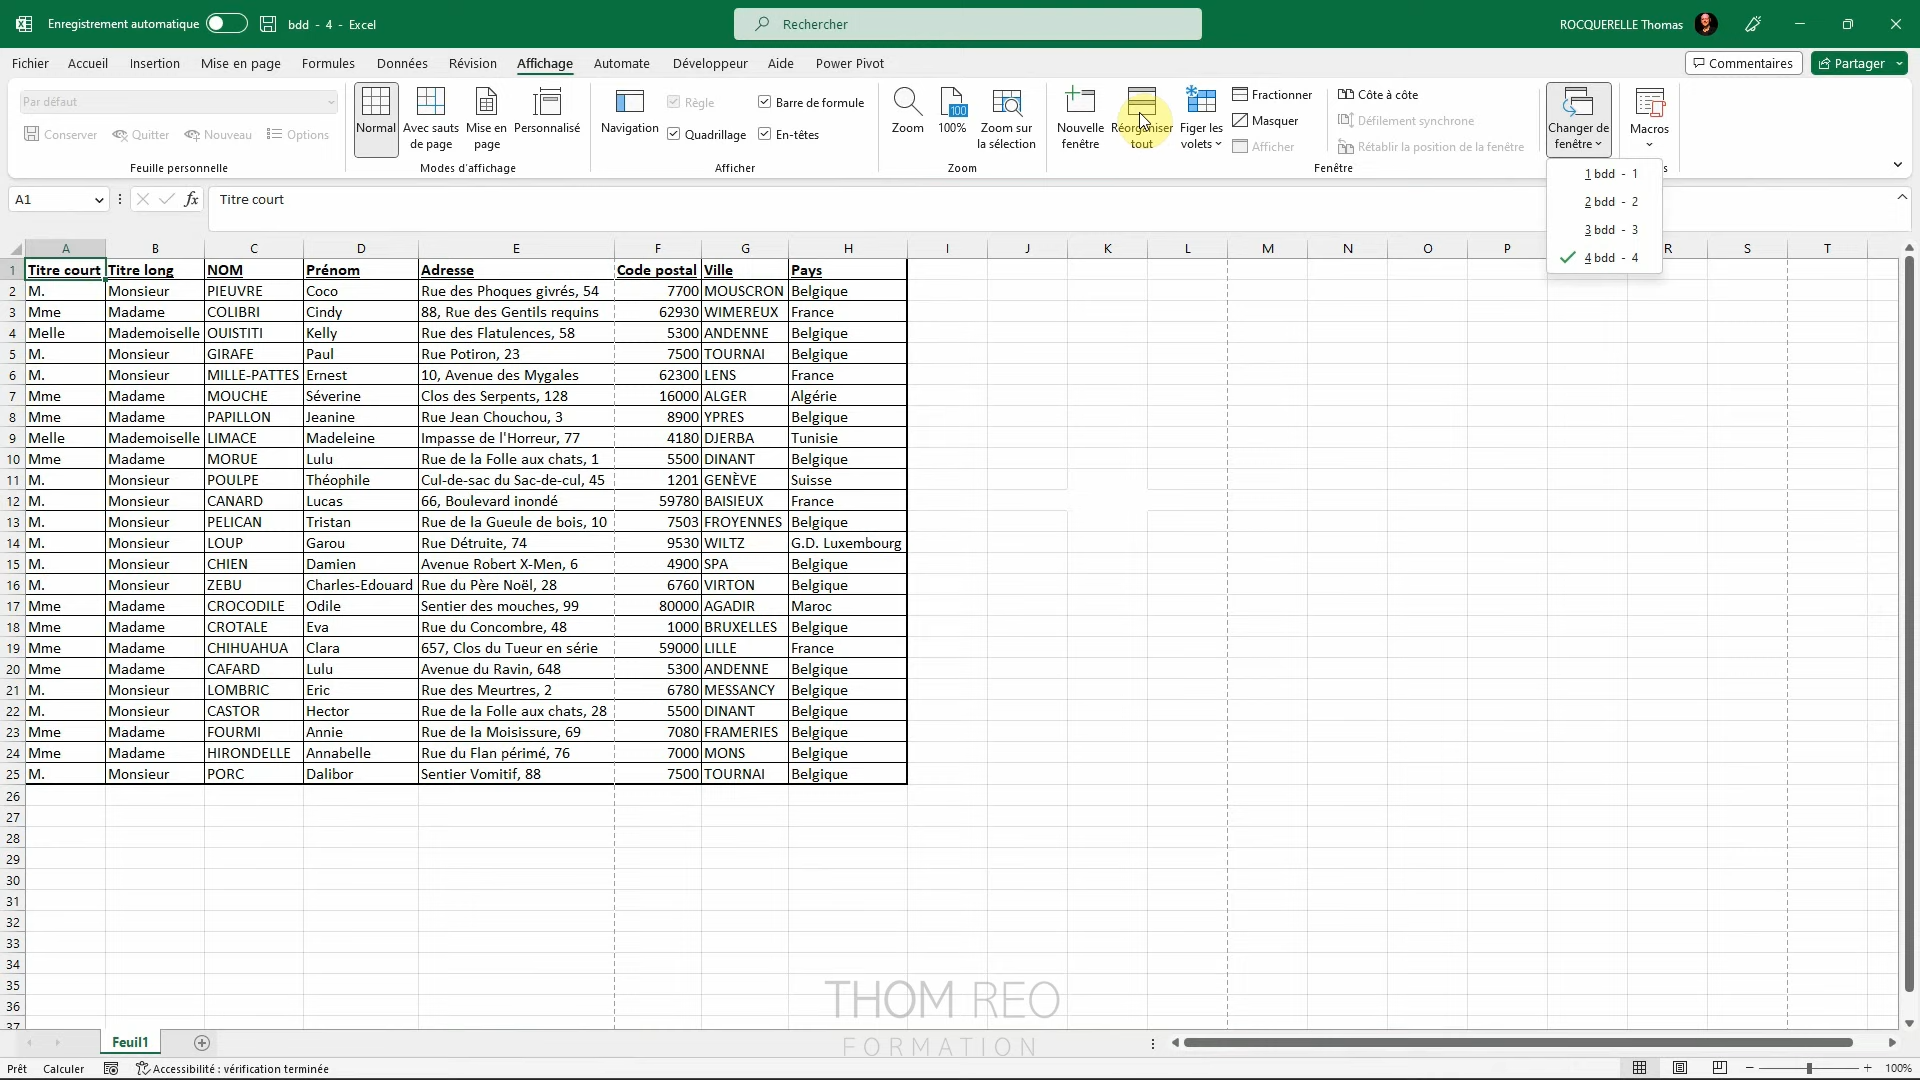 Enregistrement automatique bdd - 4 - Excel Rechercher ROCQUERELLE Thomas
Fichier Accueil Insertion Mise en page Formules Données Révision Affichage Automate Développeur Aide Power Pivot Commentaires Partager
Par défaut
Conserver Quitter Nouveau Options
Feuille personnelle
Normal
Avec sauts de page
Mise en page
Personnalisé
Modes d'affichage
Navigation
Règle Barre de formule
Quadrillage En-têtes
Afficher
Zoom
100
100%
Zoom sur la sélection
Zoom
Nouvelle fenêtre
Réorganiser tout
Figer les volets
Fractionner
Masquer
Afficher
Côte à côte
Défilement synchrone
Rétablir la position de la fenêtre
Fenêtre
Changer de fenêtre
Macros
s
1 bdd - 1
2 bdd - 2
3 bdd - 3
4 bdd - 4
A1 fx Titre court
A B C D E F G H I J K L M N O P R S T
1 Titre court Titre long NOM Prénom Adresse Code postal Ville Pays
2 M. Monsieur PIEUVRE Coco Rue des Phoques givrés, 54 7700 MOUSCRON Belgique
3 Mme Madame COLIBRI Cindy 88, Rue des Gentils requins 62930 WIMEREUX France
4 Melle Mademoiselle OUISTITI Kelly Rue des Flatulences, 58 5300 ANDENNE Belgique
5 M. Monsieur GIRAFE Paul Rue Potiron, 23 7500 TOURNAI Belgique
6 M. Monsieur MILLE-PATTES Ernest 10, Avenue des Mygales 62300 LENS France
7 Mme Madame MOUCHE Séverine Clos des Serpents, 128 16000 ALGER Algérie
8 Mme Madame PAPILLON Jeanine Rue Jean Chouchou, 3 8900 YPRES Belgique
9 Melle Mademoiselle LIMACE Madeleine Impasse de l'Horreur, 77 4180 DJERBA Tunisie
10 Mme Madame MORUE Lulu Rue de la Folle aux chats, 1 5500 DINANT Belgique
11 M. Monsieur POULPE Théophile Cul-de-sac du Sac-de-cul, 45 1201 GENÈVE Suisse
12 M. Monsieur CANARD Lucas 66, Boulevard inondé 59780 BAISIEUX France
13 M. Monsieur PELICAN Tristan Rue de la Gueule de bois, 10 7503 FROYENNES Belgique
14 M. Monsieur LOUP Garou Rue Détruite, 74 9530 WILTZ G.D. Luxembourg
15 M. Monsieur CHIEN Damien Avenue Robert X-Men, 6 4900 SPA Belgique
16 M. Monsieur ZEBU Charles-Edouard Rue du Père Noël, 28 6760 VIRTON Belgique
17 Mme Madame CROCODILE Odile Sentier des mouches, 99 80000 AGADIR Maroc
18 Mme Madame CROTALE Eva Rue du Concombre, 48 1000 BRUXELLES Belgique
19 Mme Madame CHIHUAHUA Clara 657, Clos du Tueur en série 59000 LILLE France
20 Mme Madame CAFARD Lulu Avenue du Ravin, 648 5300 ANDENNE Belgique
21 M. Monsieur LOMBRIC Eric Rue des Meurtres, 2 6780 MESSANCY Belgique
22 M. Monsieur CASTOR Hector Rue de la Folle aux chats, 28 5500 DINANT Belgique
23 Mme Madame FOURMI Annie Rue de la Moisissure, 69 7080 FRAMERIES Belgique
24 Mme Madame HIRONDELLE Annabelle Rue du Flan périmé, 76 7000 MONS Belgique
25 M. Monsieur PORC Dalibor Sentier Vomitif, 88 7500 TOURNAI Belgique
26
27
28
29
30
31
32
33
34
35
36
37
THOM REO
FORMATION
Feuil1
Prêt Calculer Accessibilité : vérification terminée 100%